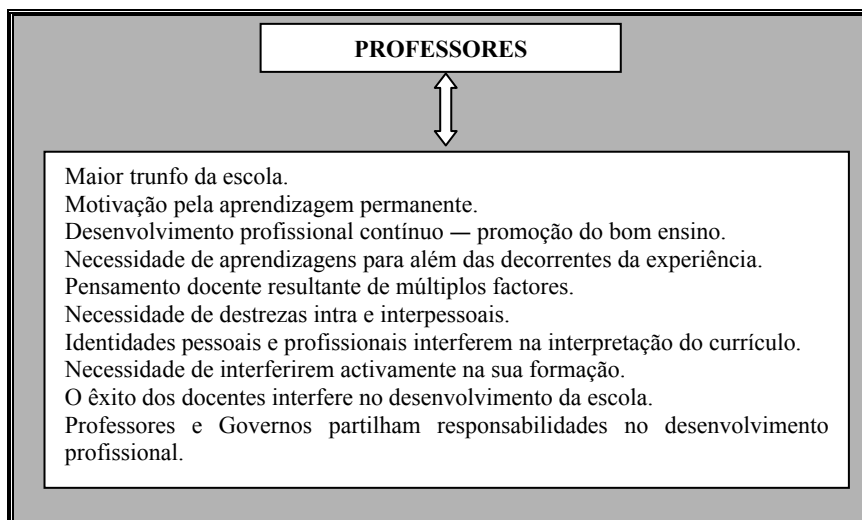 PROFESSORES
Maior trunfo da escola.
Motivação pela aprendizagem permanente.
Desenvolvimento profissional contínuo — promoção do bom ensino.
Necessidade de aprendizagens para além das decorrentes da experiência.
Pensamento docente resultante de múltiplos factores.
Necessidade de destrezas intra e interpessoais.
Identidades pessoais e profissionais interferem na interpretação do currículo.
Necessidade de interferirem activamente na sua formação.
O êxito dos docentes interfere no desenvolvimento da escola.
Professores e Governos partilham responsabilidades no desenvolvimento
profissional.